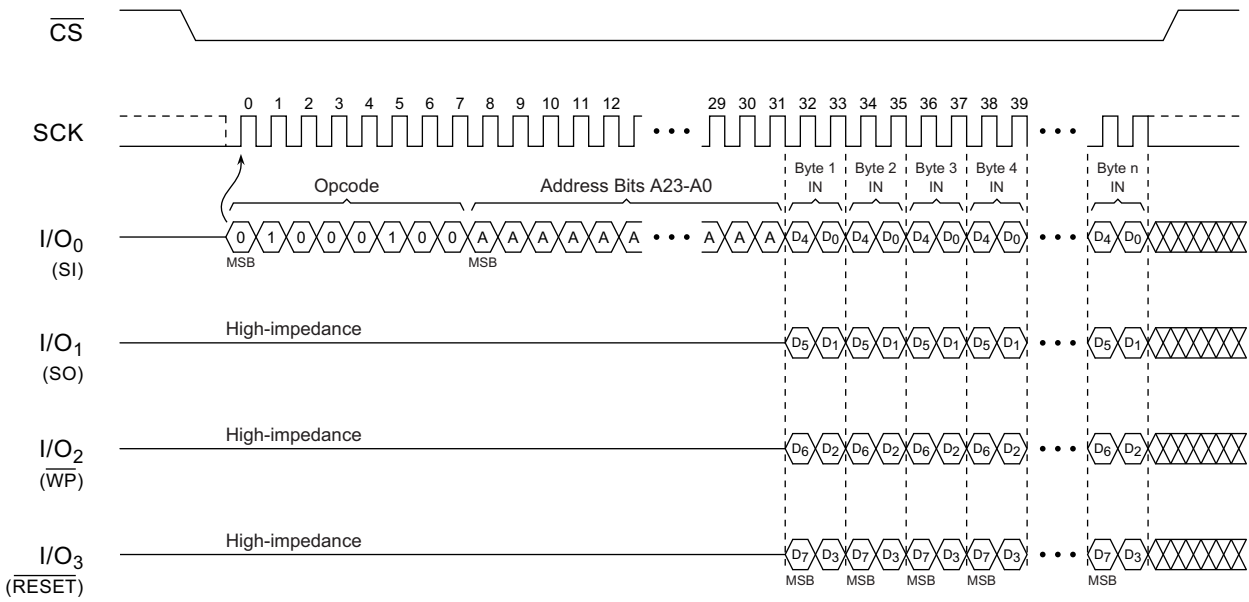 CS
SCK
0 1 2 3 4 5 6 7 8 9 10 11 12 29 30 31 32 33 34 35 36 37 38 39
Opcode
Address Bits A23-A0
Byte 1
IN
Byte 2
IN
Byte 3
IN
Byte 4
IN
Byte n
IN
I/O0
(SI)
0 1 0 0 0 1 0 0 A A A A A A • • • A A A D4 D0 D4 D0 D4 D0 D4 D0 • • • D4 D0
MSB MSB
I/O1
(SO)
High-impedance
D5 D1 D5 D1 D5 D1 D5 D1 • • • D5 D1
I/O2
(WP)
High-impedance
D6 D2 D6 D2 D6 D2 D6 D2 • • • D6 D2
I/O3
(RESET)
High-impedance
D7 D3 D7 D3 D7 D3 D7 D3 • • • D7 D3
MSB MSB MSB MSB MSB